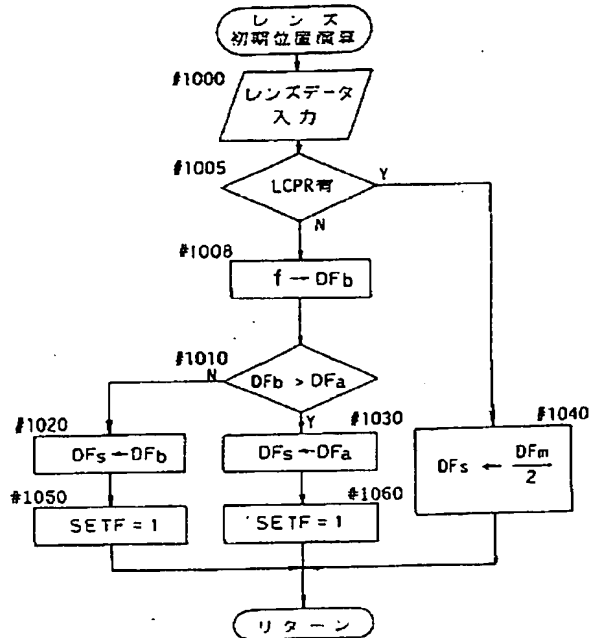 レンズ
初期位置演算
#1000
レンズデータ
入力
#1005
LCPR有
Y
N
#1008
f → DFb
#1010
N
DFb > DFa
Y
#1020
DFs ← DFb
#1030
DFs ← DFa
#1040
DFs ← DFm/2
#1050
SETF = 1
#1060
SETF = 1
リターン